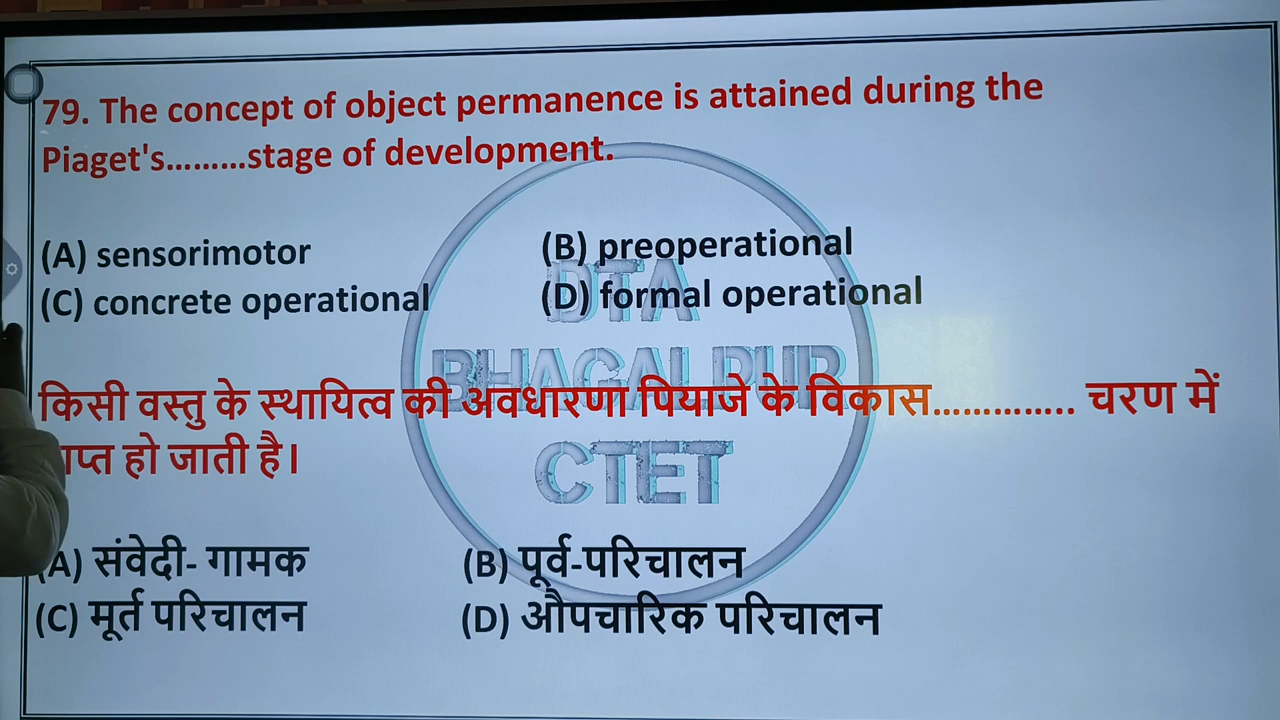 79. The concept of object permanence is attained during the
Piaget's.........stage of development.
(A) sensorimotor (B) preoperational
(C) concrete operational (D) formal operational
DTA
BHAGALPUR
CTET
किसी वस्तु के स्थायित्व की अवधारणा पियाजे के विकास.............. चरण में
हो जाती है।
(A) संवेदी- गामक (B) पूर्व-परिचालन
(C) मूर्त परिचालन (D) औपचारिक परिचालन